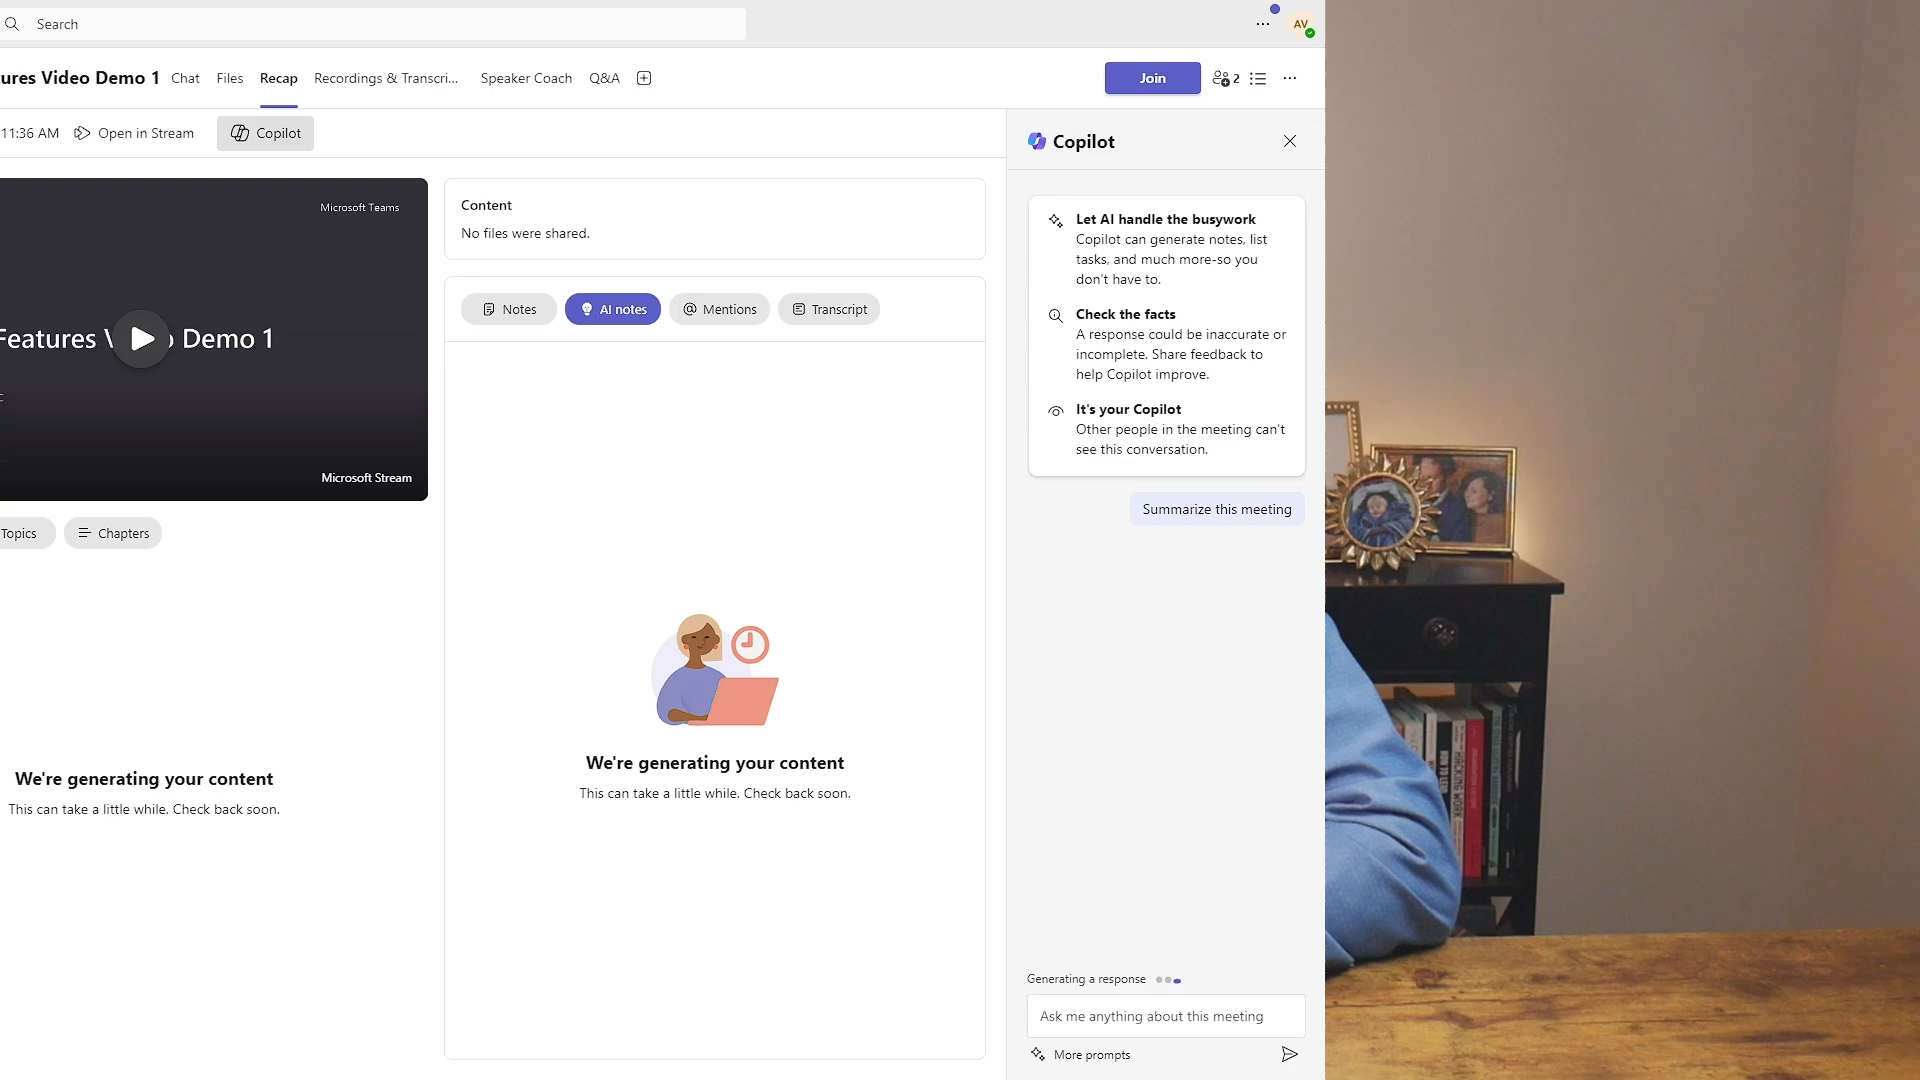 Search
AV
ures Video Demo 1
Chat
Files
Recap
Recordings & Transcri...
Speaker Coach
Q&A
Join
2
11:36 AM
Open in Stream
Copilot
Microsoft Teams
Features V
Demo 1
Microsoft Stream
Topics
Chapters
We're generating your content
This can take a little while. Check back soon.
Content
No files were shared.
Notes
AI notes
Mentions
Transcript
We're generating your content
This can take a little while. Check back soon.
Copilot
Let AI handle the busywork
Copilot can generate notes, list
tasks, and much more-so you
don't have to.
Check the facts
A response could be inaccurate or
incomplete. Share feedback to
help Copilot improve.
It's your Copilot
Other people in the meeting can't
see this conversation.
Summarize this meeting
Generating a response
Ask me anything about this meeting
More prompts
HACKING WORK